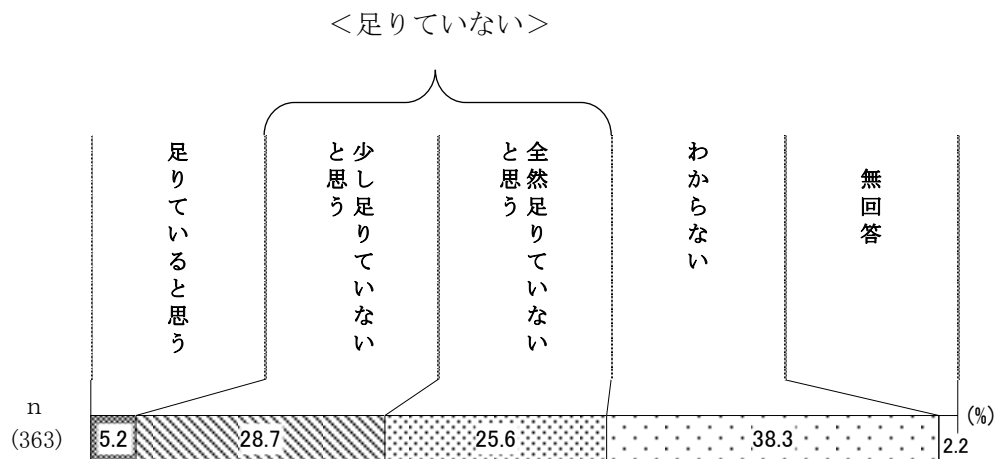 ＜足りていない＞
足りていると思う
少し足りていない
と思う
全然足りていない
と思う
わからない
無回答
n
(363)
5.2
28.7
25.6
38.3
2.2
(%)